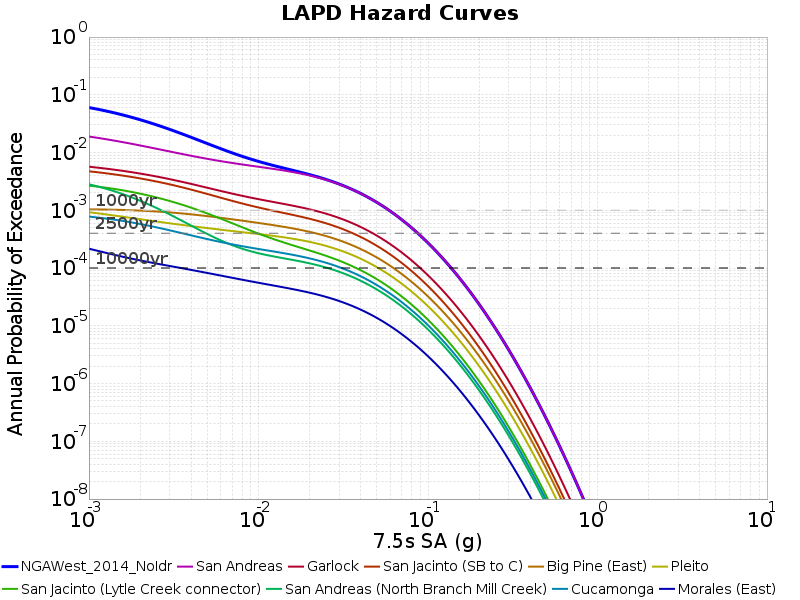 LAPD Hazard Curves
Annual Probability of Exceedance
10^0
10^-1
10^-2
10^-3
10^-4
10^-5
10^-6
10^-7
10^-8
1000yr
2500yr
10000yr
10^-3 10^-2 10^-1 10^0 10^1
7.5s SA (g)
NGAWest_2014_NoIdr San Andreas Garlock San Jacinto (SB to C) Big Pine (East) Pleito
San Jacinto (Lytle Creek connector) San Andreas (North Branch Mill Creek) Cucamonga Morales (East)